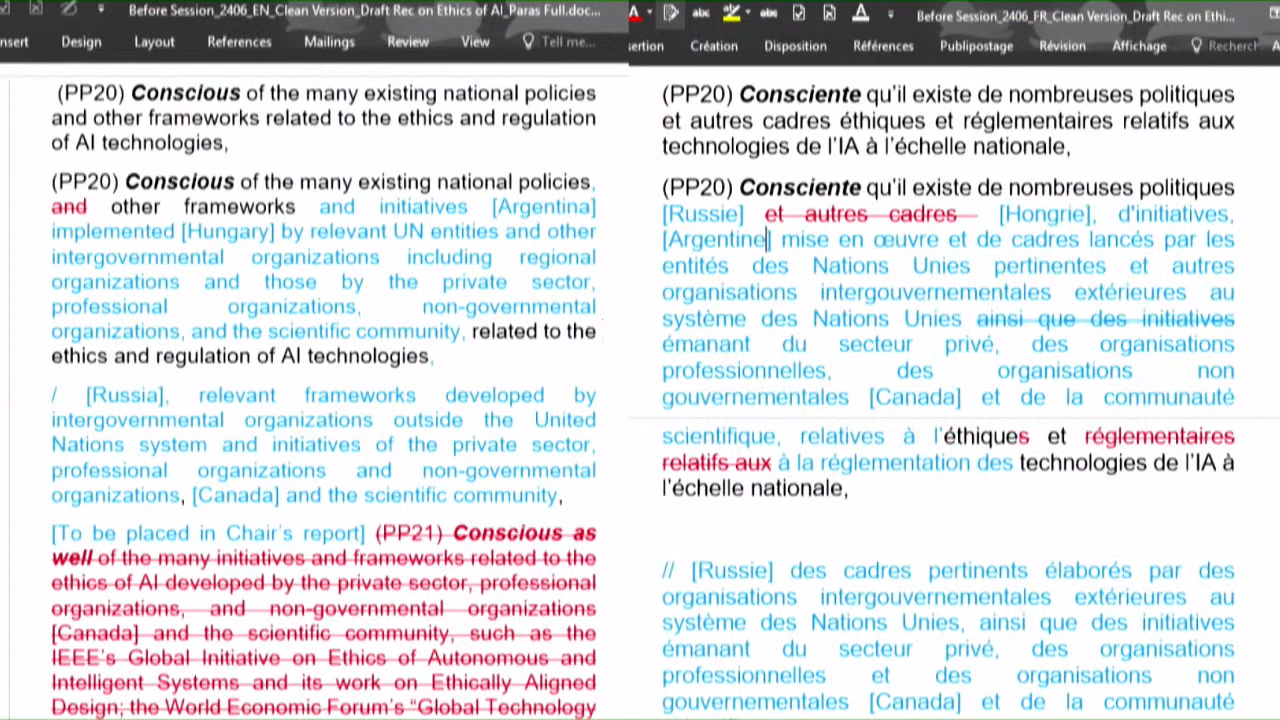 Before Session_2406_EN_Clean Version_Draft Rec on Ethics of AI_Paras Full.doc...
Design Layout References Mailings Review View Tell me...
(PP20) Conscious of the many existing national policies
and other frameworks related to the ethics and regulation
of AI technologies,
(PP20) Conscious of the many existing national policies,
and other frameworks and initiatives [Argentina]
implemented [Hungary] by relevant UN entities and other
intergovernmental organizations including regional
organizations and those by the private sector,
professional organizations, non-governmental
organizations, and the scientific community, related to the
ethics and regulation of AI technologies,
/ [Russia], relevant frameworks developed by
intergovernmental organizations outside the United
Nations system and initiatives of the private sector,
professional organizations and non-governmental
organizations, [Canada] and the scientific community,
[To be placed in Chair's report] (PP21) Conscious as
well of the many initiatives and frameworks related to the
ethics of AI developed by the private sector, professional
organizations, and non-governmental organizations
[Canada] and the scientific community, such as the
IEEE's Global Initiative on Ethics of Autonomous and
Intelligent Systems and its work on Ethically Aligned
Design; the World Economic Forum's "Global Technology
Before Session_2406_FR_Clean Version_Draft Rec on Ethi...
Création Disposition Références Publipostage Révision Affichage
(PP20) Consciente qu'il existe de nombreuses politiques
et autres cadres éthiques et réglementaires relatifs aux
technologies de l'IA à l'échelle nationale,
(PP20) Consciente qu'il existe de nombreuses politiques
[Russie] et autres cadres [Hongrie], d'initiatives,
[Argentine] mise en œuvre et de cadres lancés par les
entités des Nations Unies pertinentes et autres
organisations intergouvernementales extérieures au
système des Nations Unies ainsi que des initiatives
émanant du secteur privé, des organisations
professionnelles, des organisations non
gouvernementales [Canada] et de la communauté
scientifique, relatives à l'éthiques et réglementaires
relatifs aux à la réglementation des technologies de l'IA à
l'échelle nationale,
// [Russie] des cadres pertinents élaborés par des
organisations intergouvernementales extérieures au
système des Nations Unies, ainsi que des initiatives
émanant du secteur privé, des organisations
professionnelles et des organisations non
gouvernementales [Canada] et de la communauté